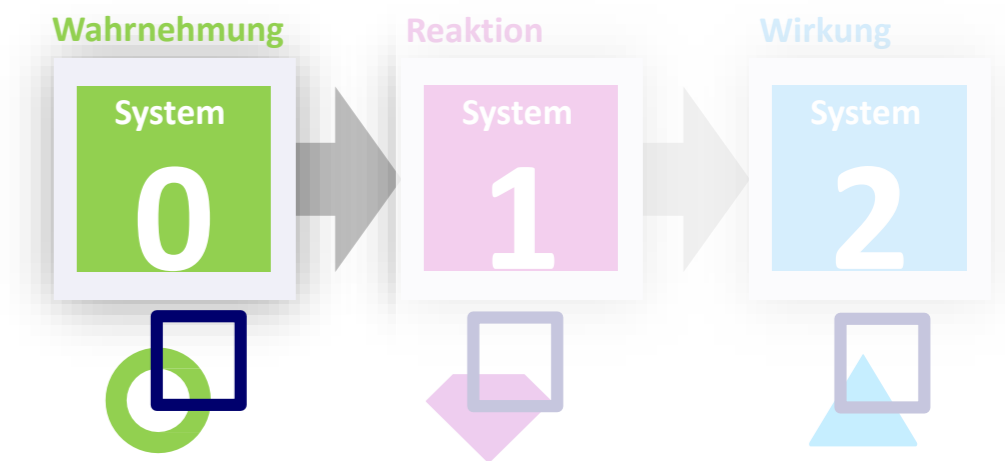 Wahrnehmung
Reaktion
Wirkung
System
0
System
1
System
2